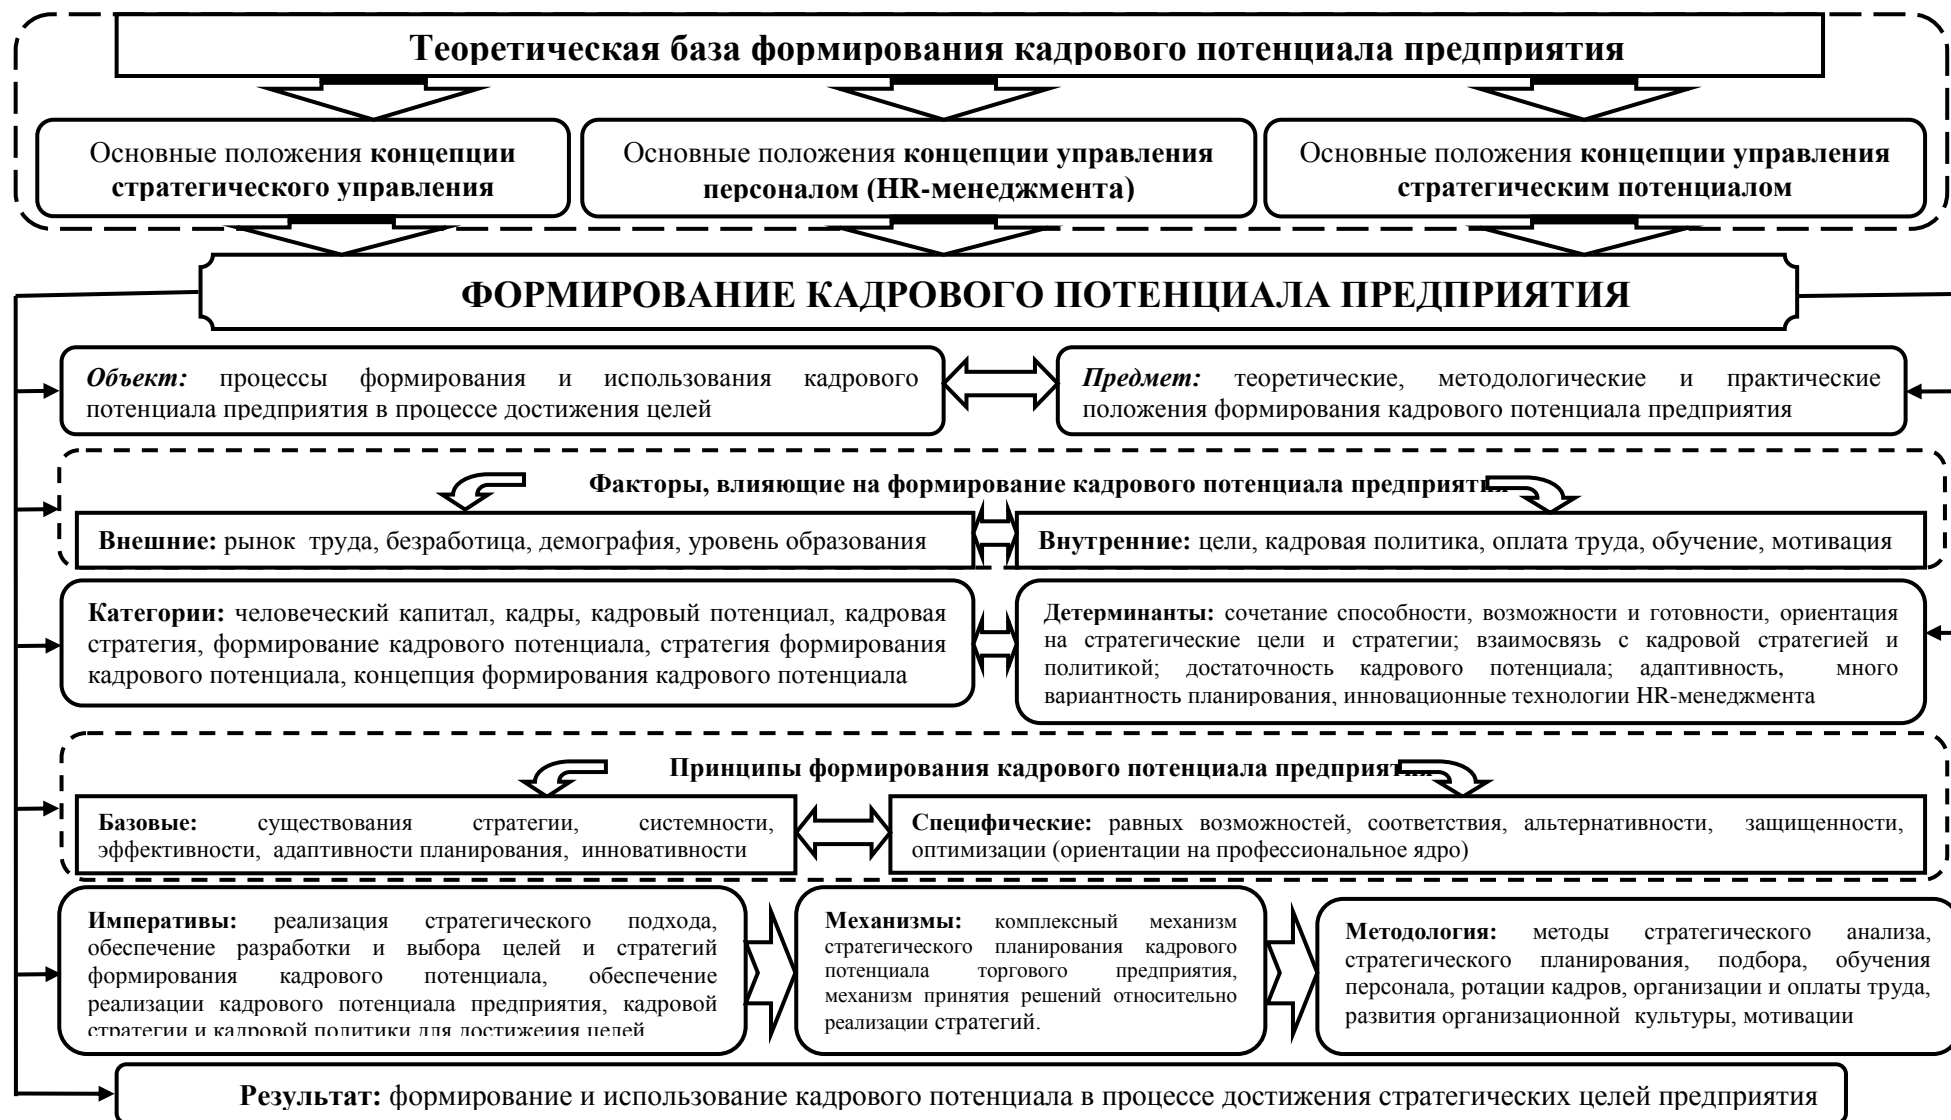 Теоретическая база формирования кадрового потенциала предприятия
Основные положения концепции
стратегического управления
Основные положения концепции управления
персоналом (HR-менеджмента)
Основные положения концепции управления
стратегическим потенциалом
ФОРМИРОВАНИЕ КАДРОВОГО ПОТЕНЦИАЛА ПРЕДПРИЯТИЯ
Объект: процессы формирования и использования кадрового
потенциала предприятия в процессе достижения целей
Предмет: теоретические, методологические и практические
положения формирования кадрового потенциала предприятия
Факторы, влияющие на формирование кадрового потенциала предприятия
Внешние: рынок труда, безработица, демография, уровень образования
Внутренние: цели, кадровая политика, оплата труда, обучение, мотивация
Категории: человеческий капитал, кадры, кадровый потенциал, кадровая
стратегия, формирование кадрового потенциала, стратегия формирования
кадрового потенциала, концепция формирования кадрового потенциала
Детерминанты: сочетание способности, возможности и готовности, ориентация
на стратегические цели и стратегии; взаимосвязь с кадровой стратегией и
политикой; достаточность кадрового потенциала; адаптивность, много
вариантность планирования, инновационные технологии HR-менеджмента
Принципы формирования кадрового потенциала предприятия
Базовые: существования стратегии, системности,
эффективности, адаптивности планирования, инновативности
Специфические: равных возможностей, соответствия, альтернативности, защищенности,
оптимизации (ориентации на профессиональное ядро)
Императивы: реализация стратегического подхода,
обеспечение разработки и выбора целей и стратегий
формирования кадрового потенциала, обеспечение
реализации кадрового потенциала предприятия, кадровой
стратегии и кадровой политики для достижения целей
Механизмы: комплексный механизм
стратегического планирования кадрового
потенциала торгового предприятия,
механизм принятия решений относительно
реализации стратегий.
Методология: методы стратегического анализа,
стратегического планирования, подбора, обучения
персонала, ротации кадров, организации и оплаты труда,
развития организационной культуры, мотивации
Результат: формирование и использование кадрового потенциала в процессе достижения стратегических целей предприятия